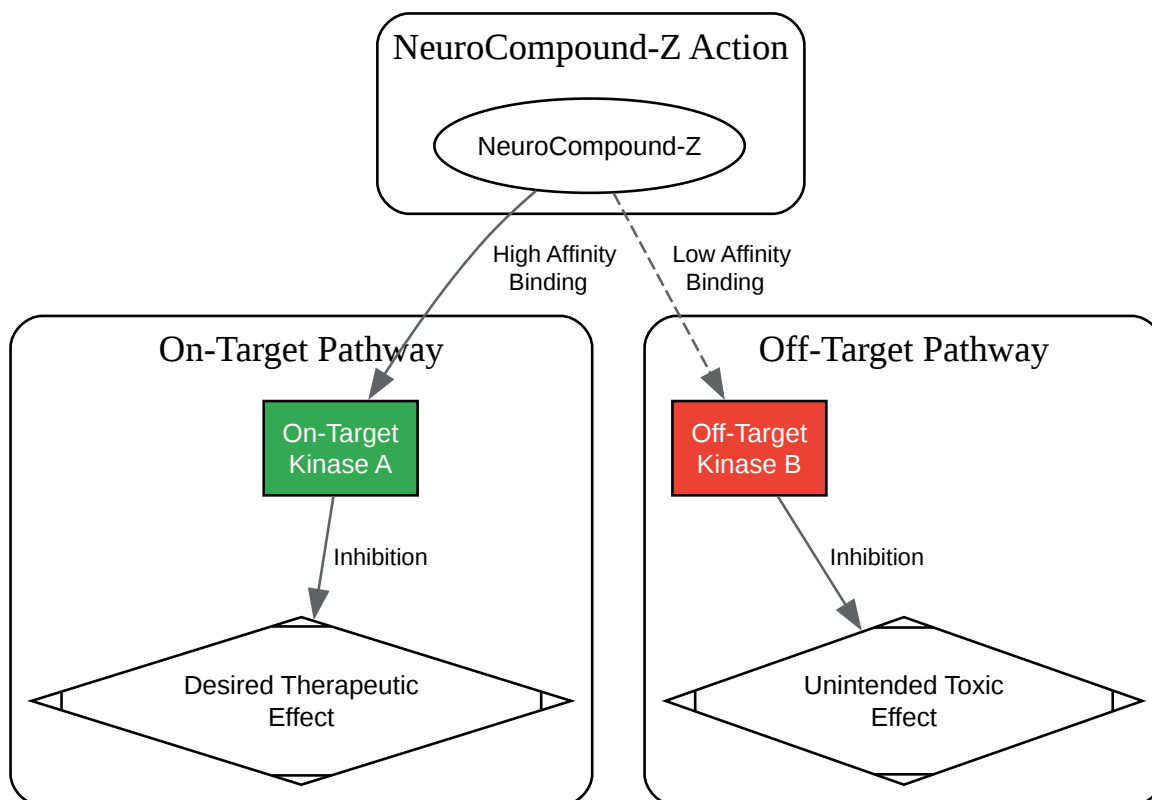 NeuroCompound-Z Action
NeuroCompound-Z
High Affinity
Binding
Low Affinity
Binding
On-Target Pathway
On-Target
Kinase A
Inhibition
Desired Therapeutic
Effect
Off-Target Pathway
Off-Target
Kinase B
Inhibition
Unintended Toxic
Effect